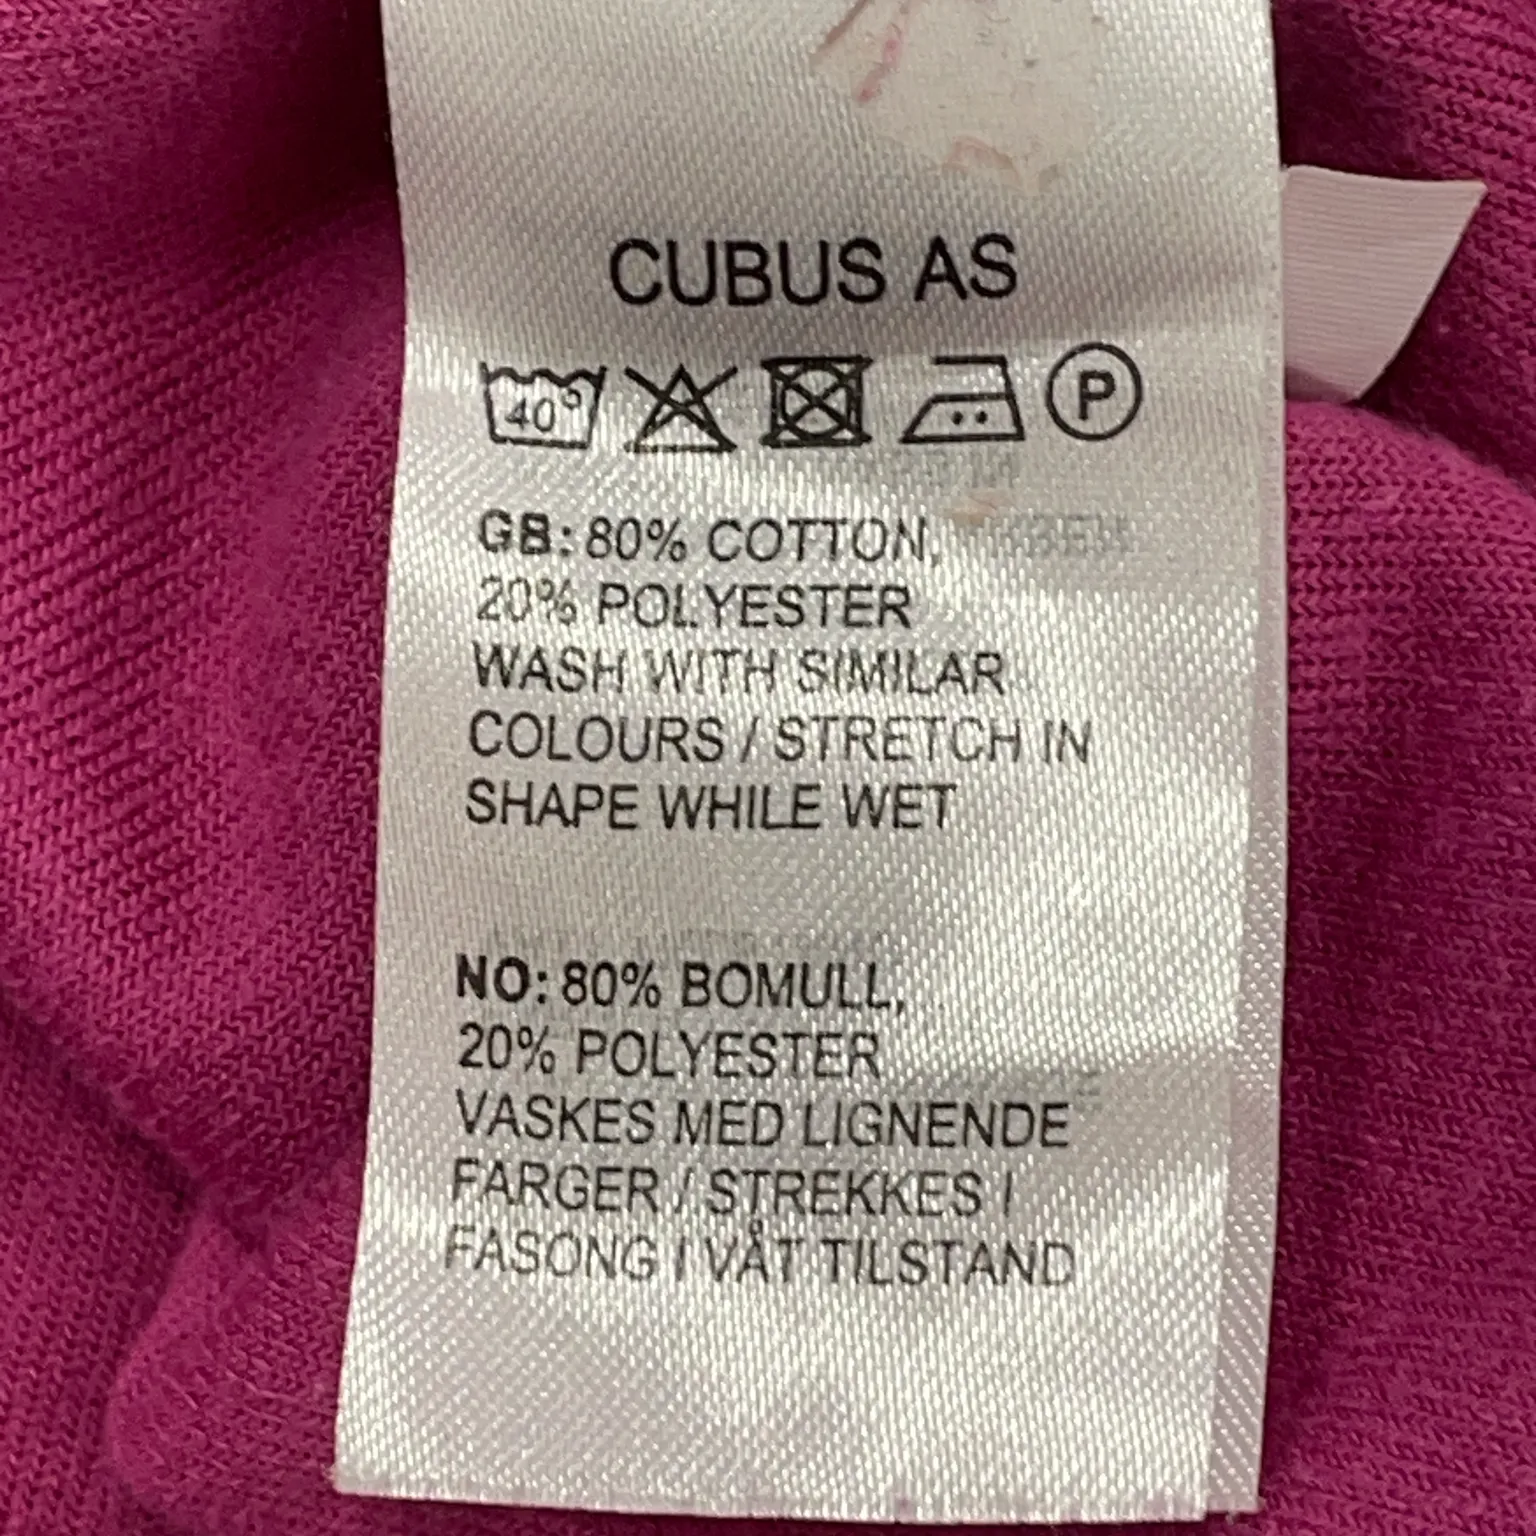 CUBUS AS
40°
P
GB: 80% COTTON,
20% POLYESTER
WASH WITH SIMILAR
COLOURS / STRETCH IN
SHAPE WHILE WET
NO: 80% BOMULL,
20% POLYESTER
VASKES MED LIGNENDE
FARGER / STREKKES I
FASONG I VÅT TILSTAND